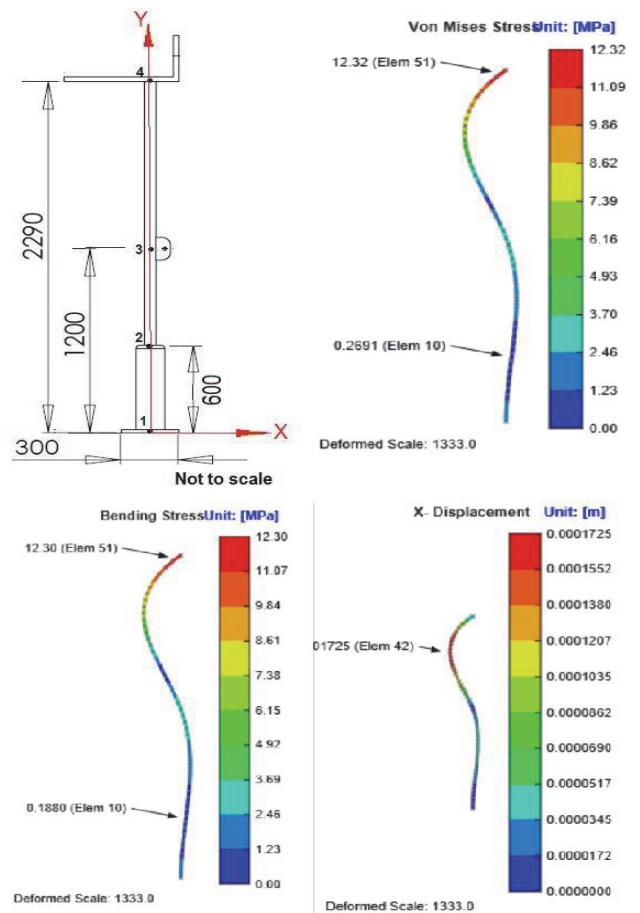 Y
4
2290
3
1200
2
600
1
X
300
Not to scale
Von Mises Stress Unit: [MPa]
12.32 (Elem 51)
0.2691 (Elem 10)
12.32
11.09
9.86
8.62
7.39
6.16
4.93
3.70
2.46
1.23
0.00
Deformed Scale: 1333.0
Bending Stress Unit: [MPa]
12.30 (Elem 51)
0.1880 (Elem 10)
12.30
11.07
9.84
8.61
7.38
6.15
4.92
3.69
2.46
1.23
0.00
Deformed Scale: 1333.0
X- Displacement Unit: [m]
01725 (Elem 42)
0.0001725
0.0001552
0.0001380
0.0001207
0.0001035
0.0000862
0.0000690
0.0000517
0.0000345
0.0000172
0.0000000
Deformed Scale: 1333.0